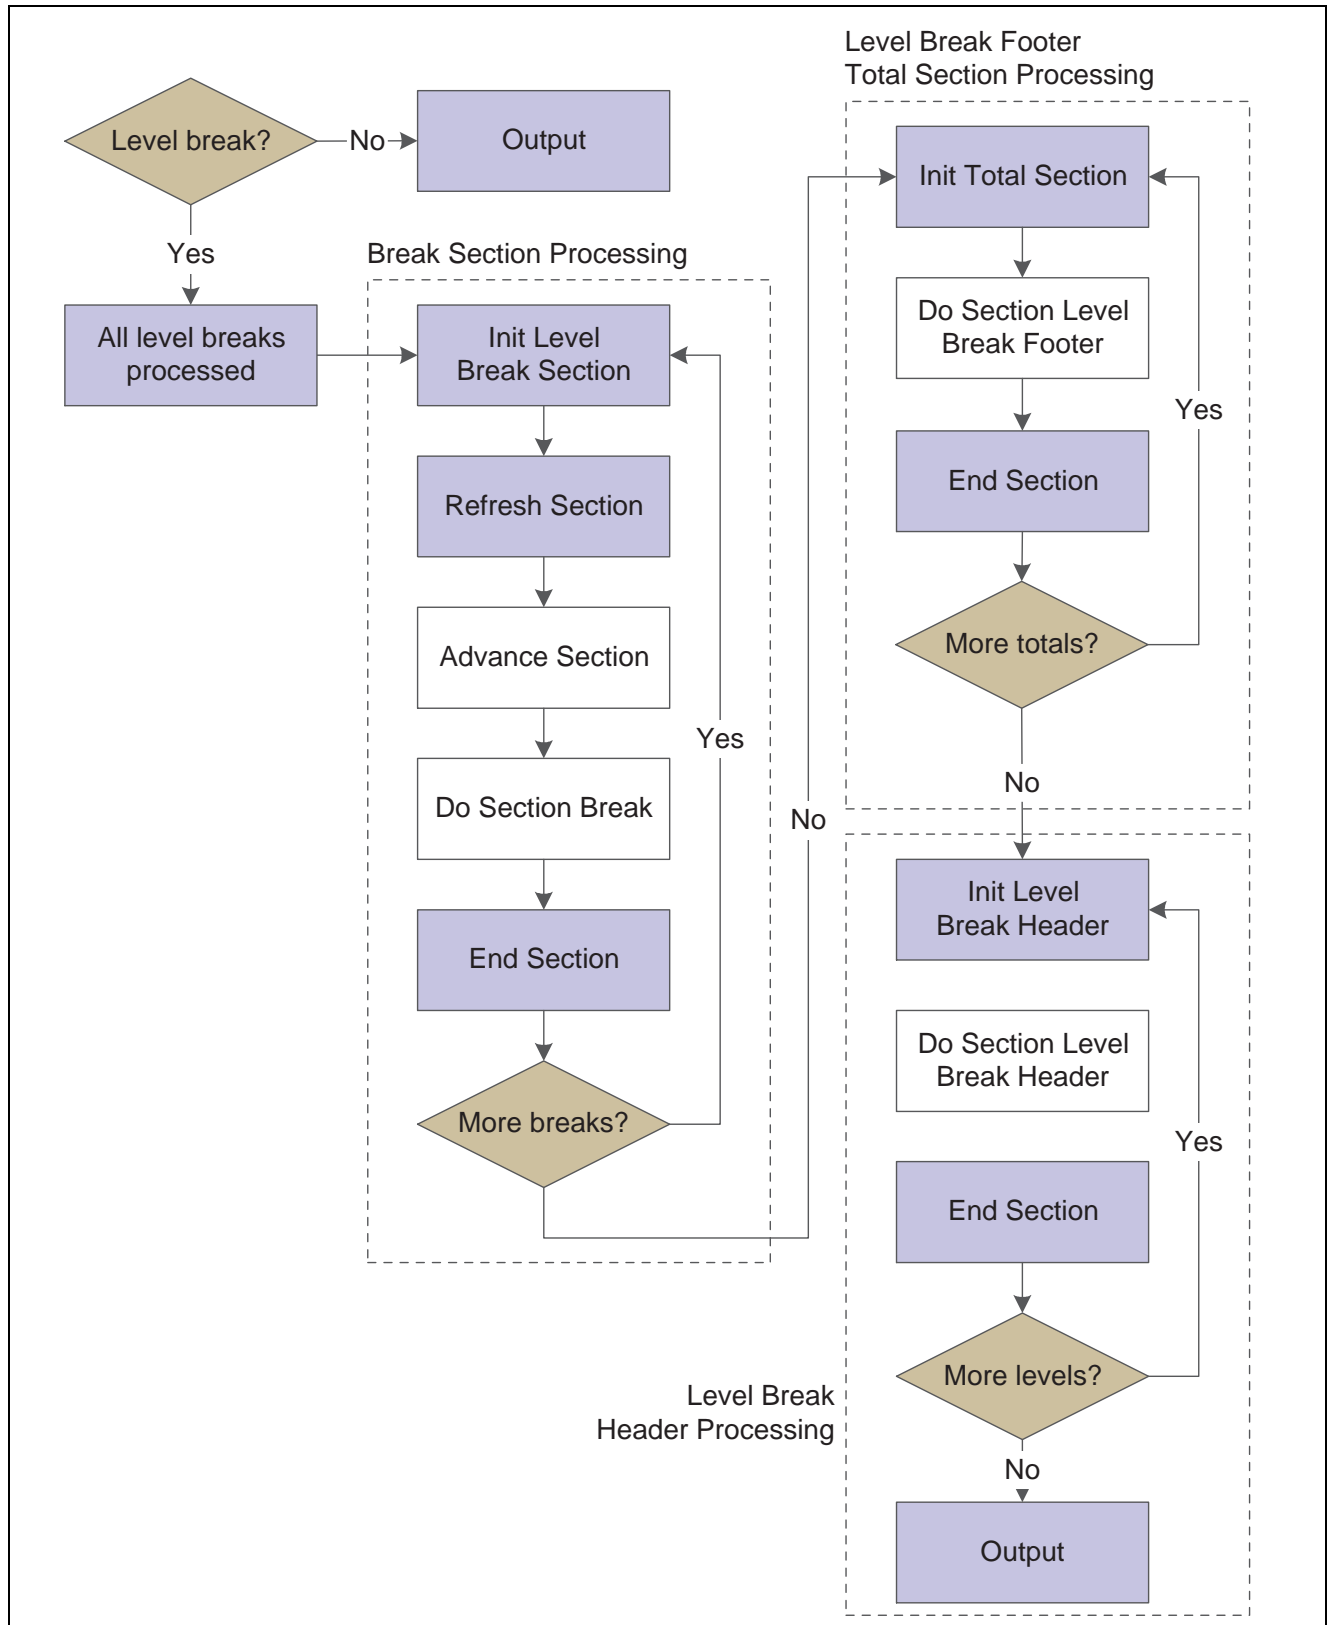 Level break?
No
Output
Yes
All level breaks
processed
Break Section Processing
Init Level
Break Section
Refresh Section
Advance Section
Do Section Break
End Section
More breaks?
Yes
No
Level Break Footer
Total Section Processing
Init Total Section
Do Section Level
Break Footer
End Section
More totals?
Yes
No
Level Break
Header Processing
Init Level
Break Header
Do Section Level
Break Header
End Section
More levels?
Yes
No
Output